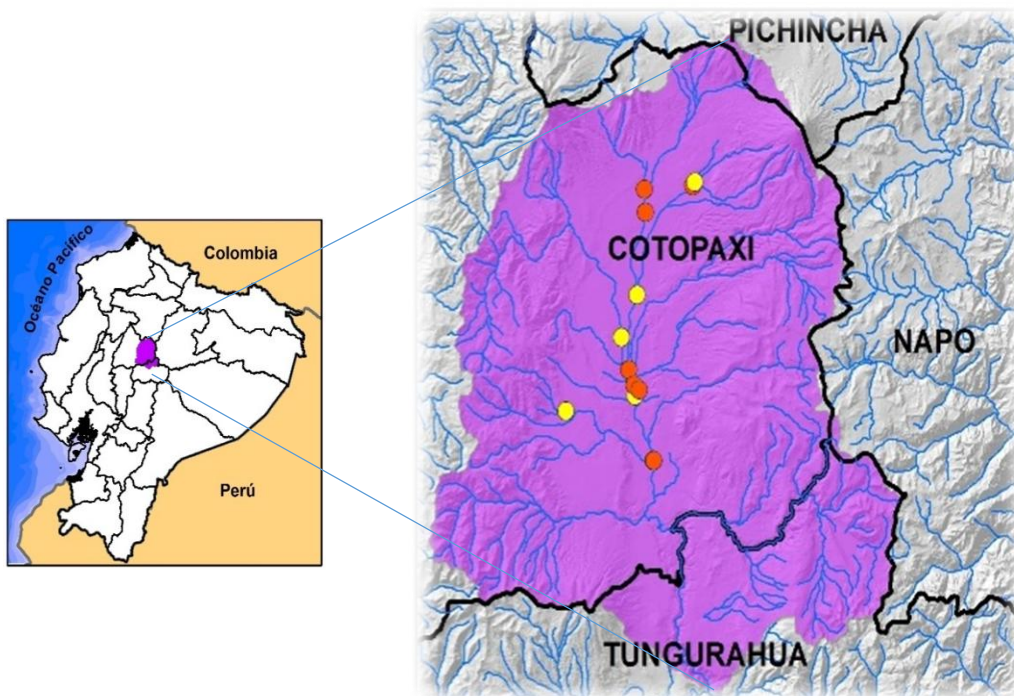 Océano Pacífico
Colombia
Perú
PICHINCHA
COTOPAXI
NAPO
TUNGURAHUA